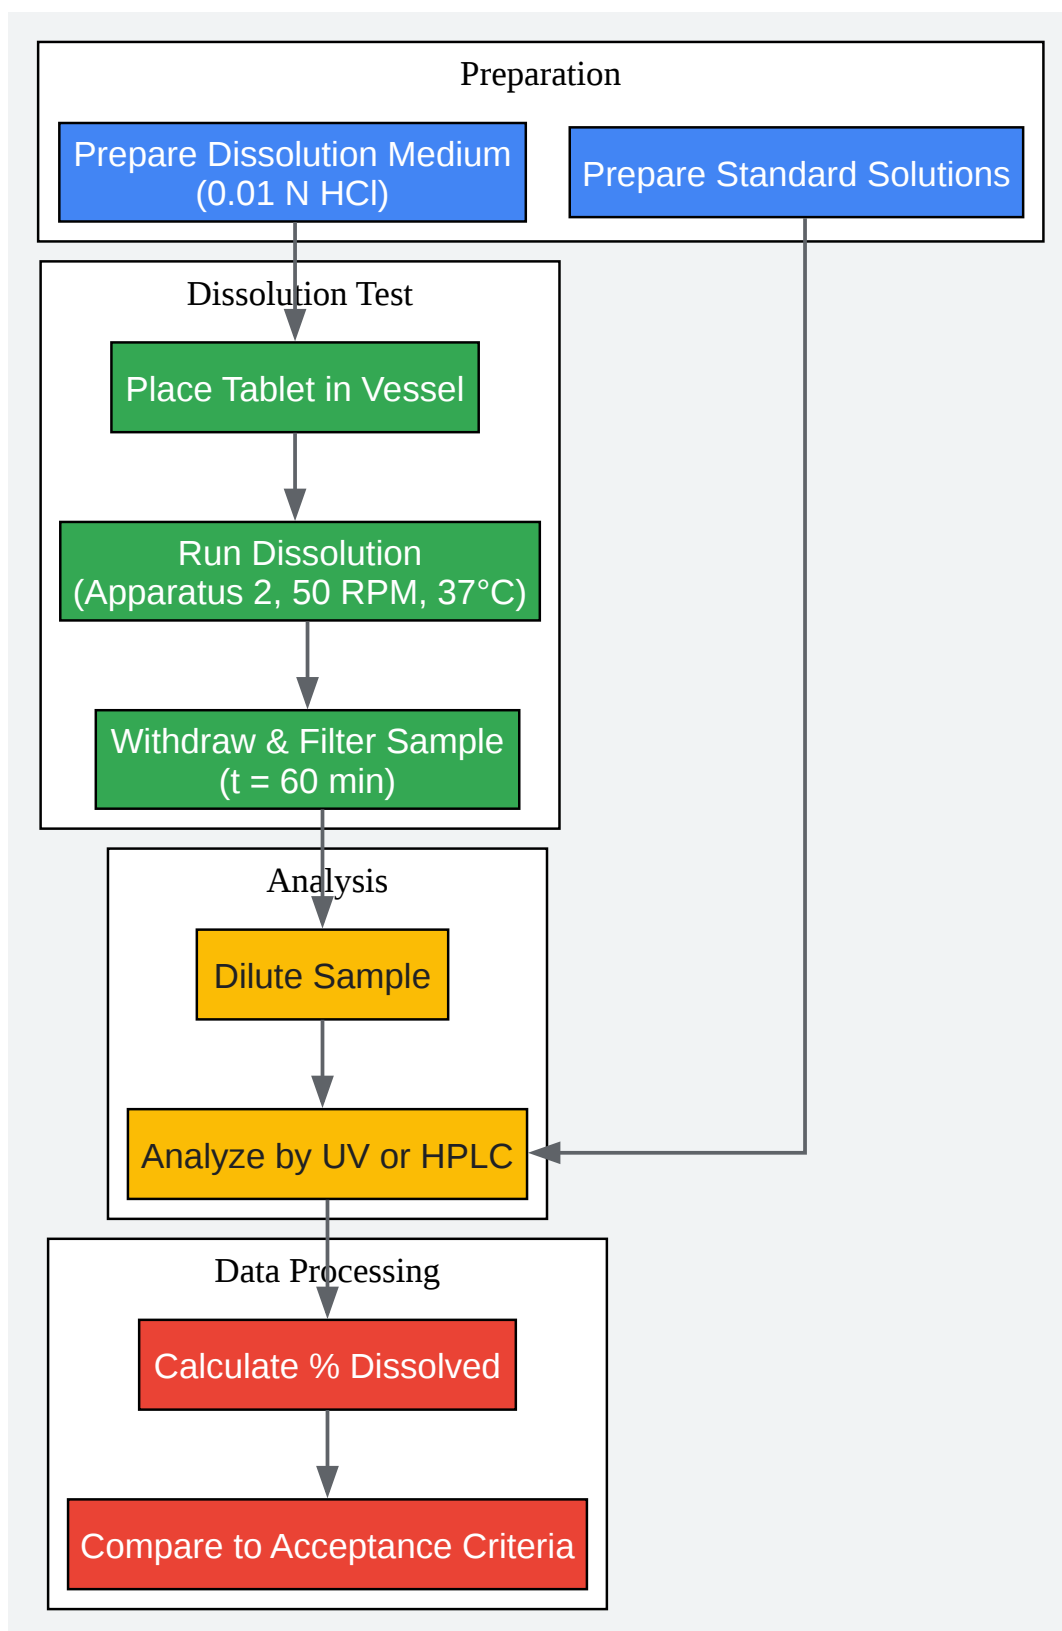 Preparation
Prepare Dissolution Medium
(0.01 N HCl)
Prepare Standard Solutions
Dissolution Test
Place Tablet in Vessel
Run Dissolution
(Apparatus 2, 50 RPM, 37°C)
Withdraw & Filter Sample
(t = 60 min)
Analysis
Dilute Sample
Analyze by UV or HPLC
Data Processing
Calculate % Dissolved
Compare to Acceptance Criteria